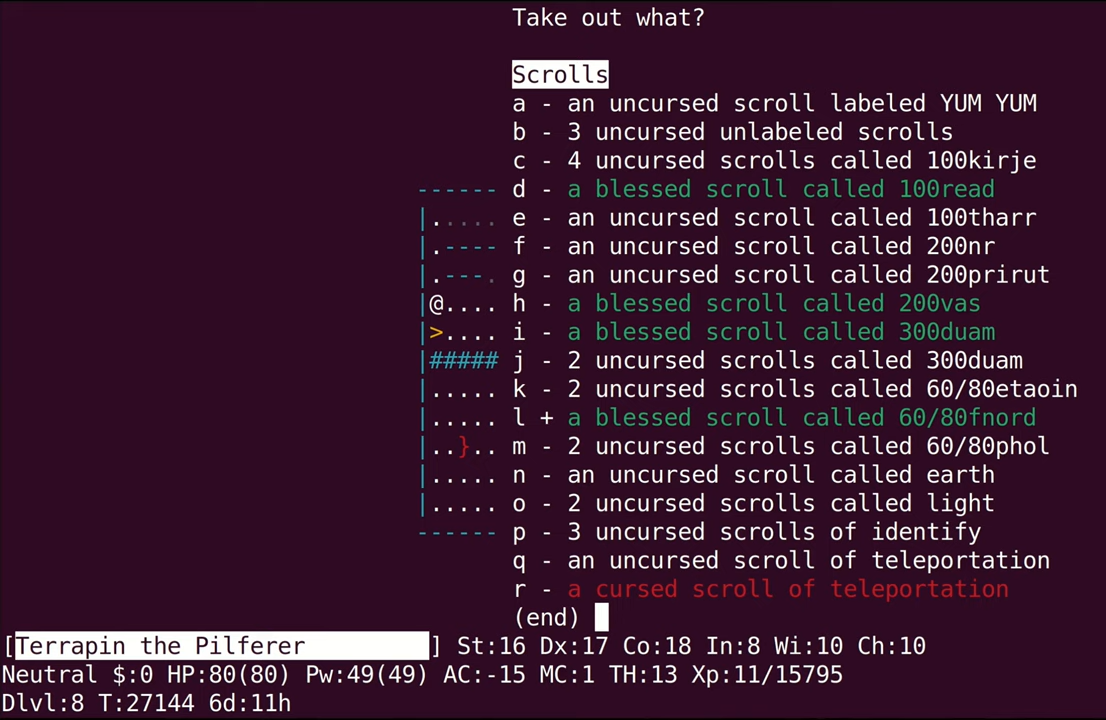 Take out what?
Scrolls
a - an uncursed scroll labeled YUM YUM
b - 3 uncursed unlabeled scrolls
c - 4 uncursed scrolls called 100kirje
------ d - a blessed scroll called 100read
|..... e - an uncursed scroll called 100tharr
|.---- f - an uncursed scroll called 200nr
|.---. g - an uncursed scroll called 200prirut
|@.... h - a blessed scroll called 200vas
|>.... i - a blessed scroll called 300duam
|##### j - 2 uncursed scrolls called 300duam
|..... k - 2 uncursed scrolls called 60/80etaoin
|..... l + a blessed scroll called 60/80fnord
|..}.. m - 2 uncursed scrolls called 60/80phol
|..... n - an uncursed scroll called earth
|..... o - 2 uncursed scrolls called light
------ p - 3 uncursed scrolls of identify
q - an uncursed scroll of teleportation
r - a cursed scroll of teleportation
(end)
[Terrapin the Pilferer ] St:16 Dx:17 Co:18 In:8 Wi:10 Ch:10
Neutral $:0 HP:80(80) Pw:49(49) AC:-15 MC:1 TH:13 Xp:11/15795
Dlvl:8 T:27144 6d:11h